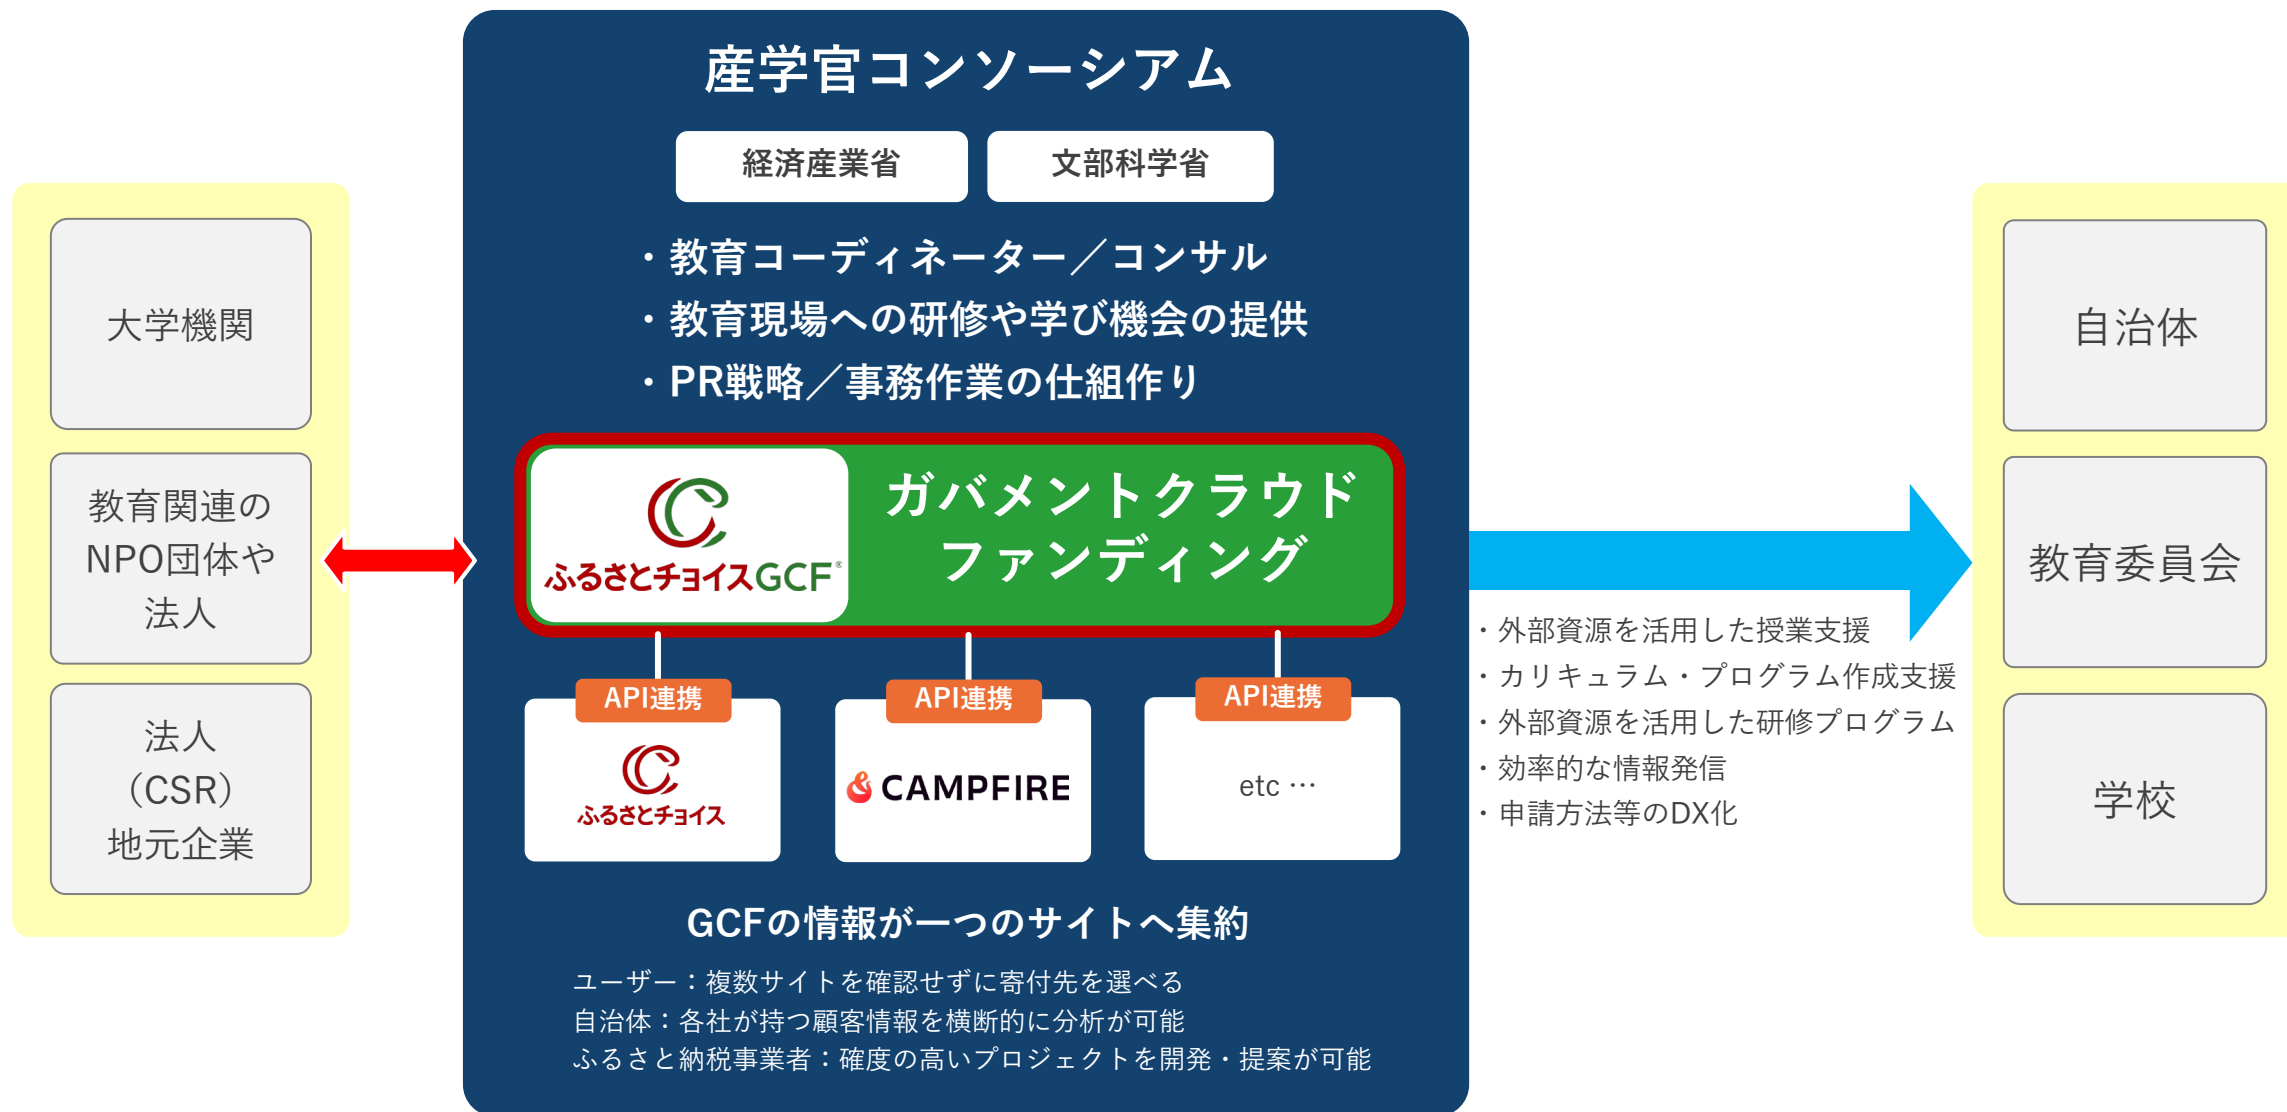 産学官コンソーシアム
経済産業省
文部科学省
・教育コーディネーター／コンサル
・教育現場への研修や学び機会の提供
・PR戦略／事務作業の仕組作り
大学機関
教育関連の
NPO団体や
法人
法人
（CSR）
地元企業
ふるさとチョイスGCF®
ガバメントクラウド
ファンディング
API連携
ふるさとチョイス
API連携
CAMPFIRE
API連携
etc …
GCFの情報が一つのサイトへ集約
ユーザー：複数サイトを確認せずに寄付先を選べる
自治体：各社が持つ顧客情報を横断的に分析が可能
ふるさと納税事業者：確度の高いプロジェクトを開発・提案が可能
・外部資源を活用した授業支援
・カリキュラム・プログラム作成支援
・外部資源を活用した研修プログラム
・効率的な情報発信
・申請方法等のDX化
自治体
教育委員会
学校